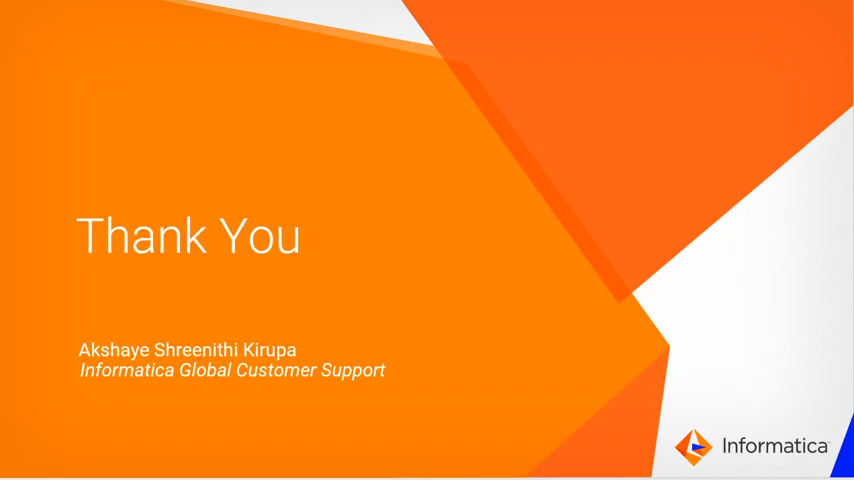 Thank You
Akshaye Shreenithi Kirupa
Informatica Global Customer Support
Informatica